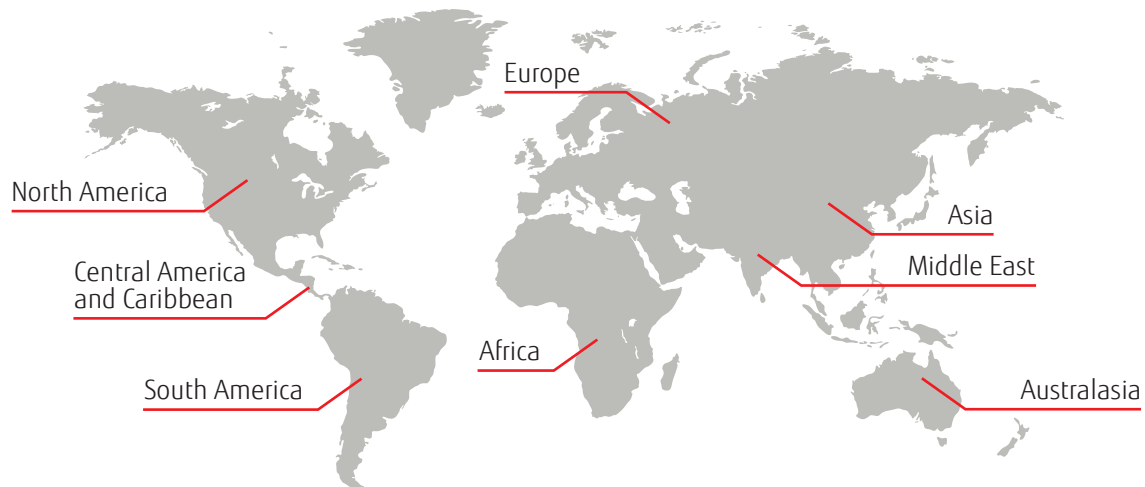 Europe
North America
Asia
Central America
and Caribbean
Middle East
Africa
South America
Australasia